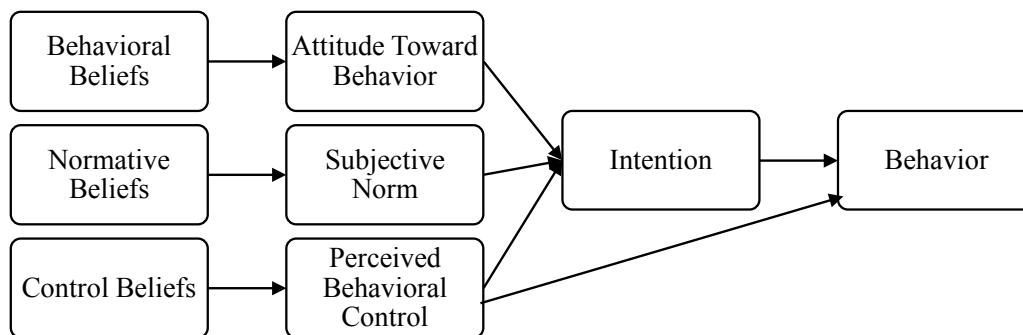 Behavioral
Beliefs
Attitude Toward
Behavior
Normative
Beliefs
Subjective
Norm
Intention
Behavior
Control Beliefs
Perceived
Behavioral
Control